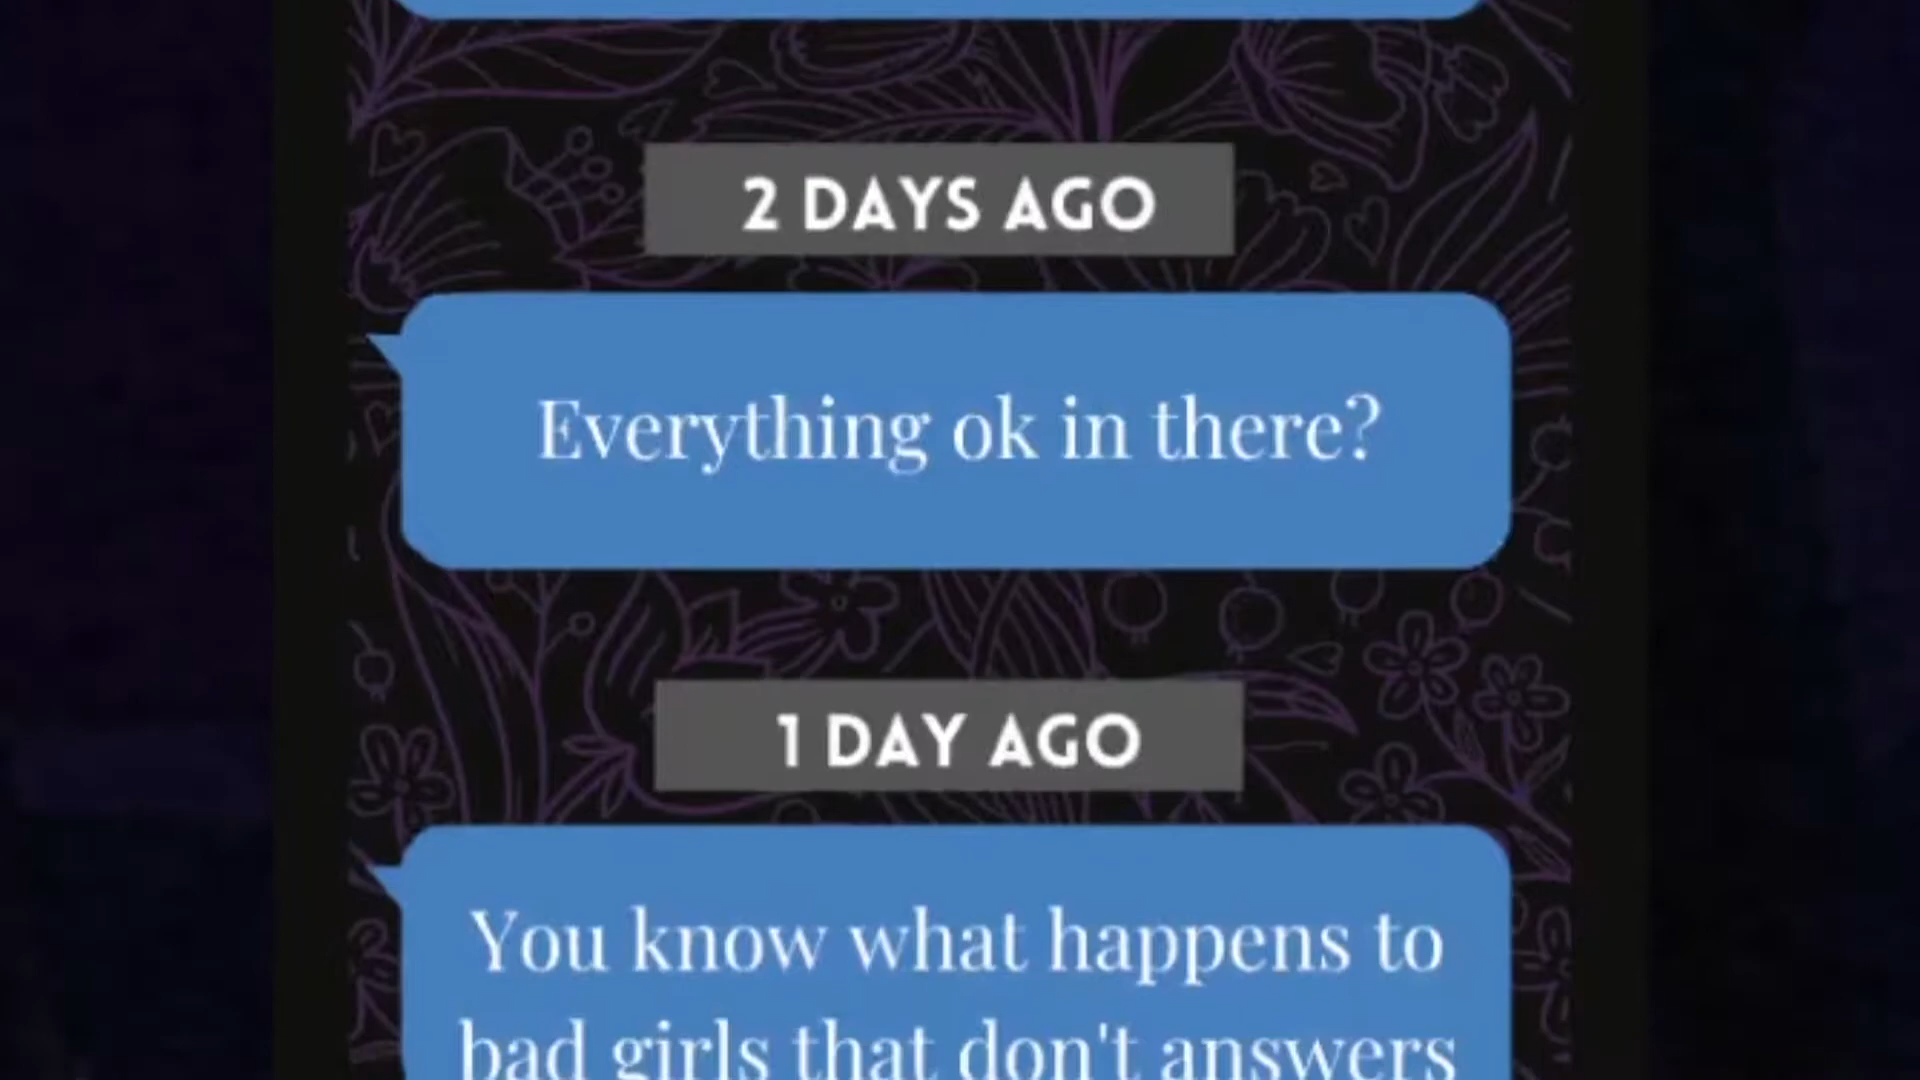 2 DAYS AGO
Everything ok in there?
1 DAY AGO
You know what happens to
bad girls that don't answers